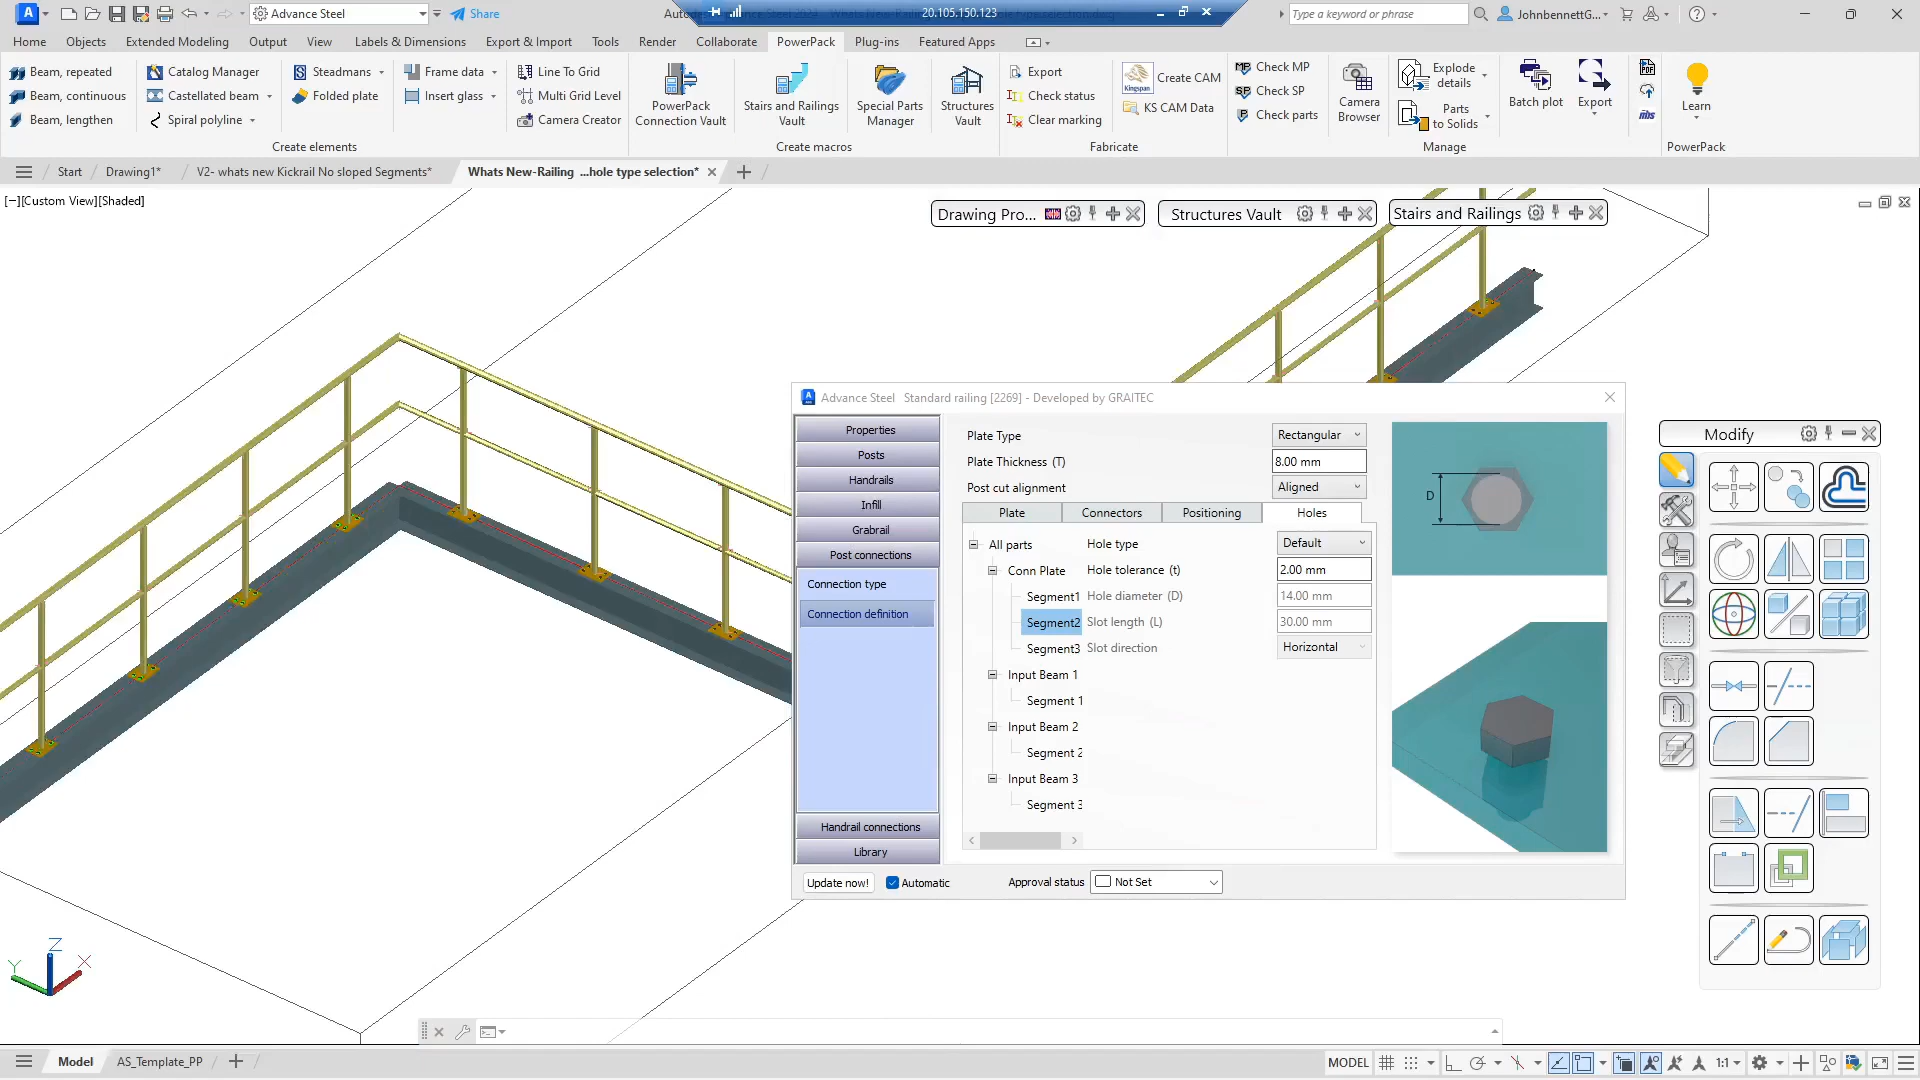 A Advance Steel Share Autod 20.105.150.123 Type a keyword or phrase JohnbennettG...
Home Objects Extended Modeling Output View Labels & Dimensions Export & Import Tools Render Collaborate PowerPack Plug-ins Featured Apps
Beam, repeated Catalog Manager Steadmans Frame data Line To Grid Export Create CAM Check MP Explode details
Beam, continuous Castellated beam Folded plate Insert glass Multi Grid Level PowerPack Connection Vault Stairs and Railings Vault Special Parts Manager Structures Vault Check status KS CAM Data Check SP Camera Browser Parts to Solids Batch plot Export Learn
Beam, lengthen Spiral polyline Camera Creator Clear marking Check parts
Create elements Create macros Fabricate Manage PowerPack
Start Drawing1* V2- whats new Kickrail No sloped Segments* Whats New-Railing ...hole type selection*
[−][Custom View][Shaded]
Drawing Pro... Structures Vault Stairs and Railings
Advance Steel Standard railing [2269] - Developed by GRAITEC
Properties
Posts
Handrails
Infill
Grabrail
Post connections
Connection type
Connection definition
Handrail connections
Library
Plate Type Rectangular
Plate Thickness (T) 8.00 mm
Post cut alignment Aligned
Plate Connectors Positioning Holes
All parts Hole type Default
Conn Plate Hole tolerance (t) 2.00 mm
Segment1 Hole diameter (D) 14.00 mm
Segment2 Slot length (L) 30.00 mm
Segment3 Slot direction Horizontal
Input Beam 1
Segment 1
Input Beam 2
Segment 2
Input Beam 3
Segment 3
D
Update now! Automatic Approval status Not Set
Modify
Z
Y
X
Model AS_Template_PP
MODEL 1:1